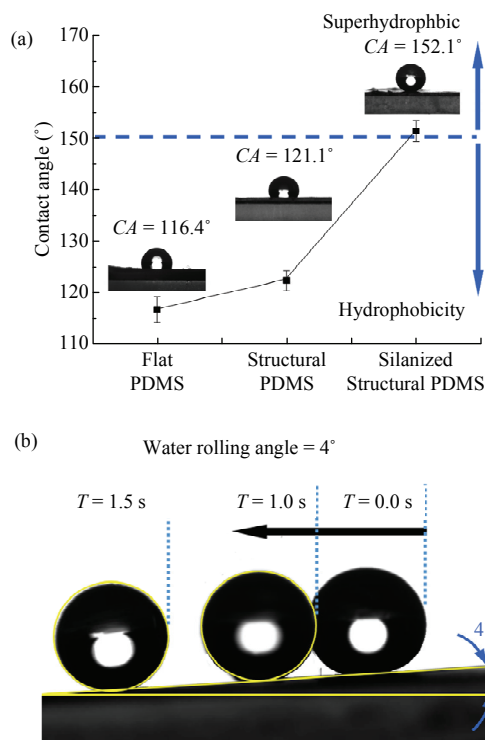 (a)
170
160
150
140
130
125
120
110
Contact angle (°)
Superhydrophbic
CA = 152.1°
CA = 121.1°
CA = 116.4°
Hydrophobicity
Flat
PDMS
Structural
PDMS
Silanized
Structural PDMS
(b)
Water rolling angle = 4°
T = 1.5 s
T = 1.0 s
T = 0.0 s
4